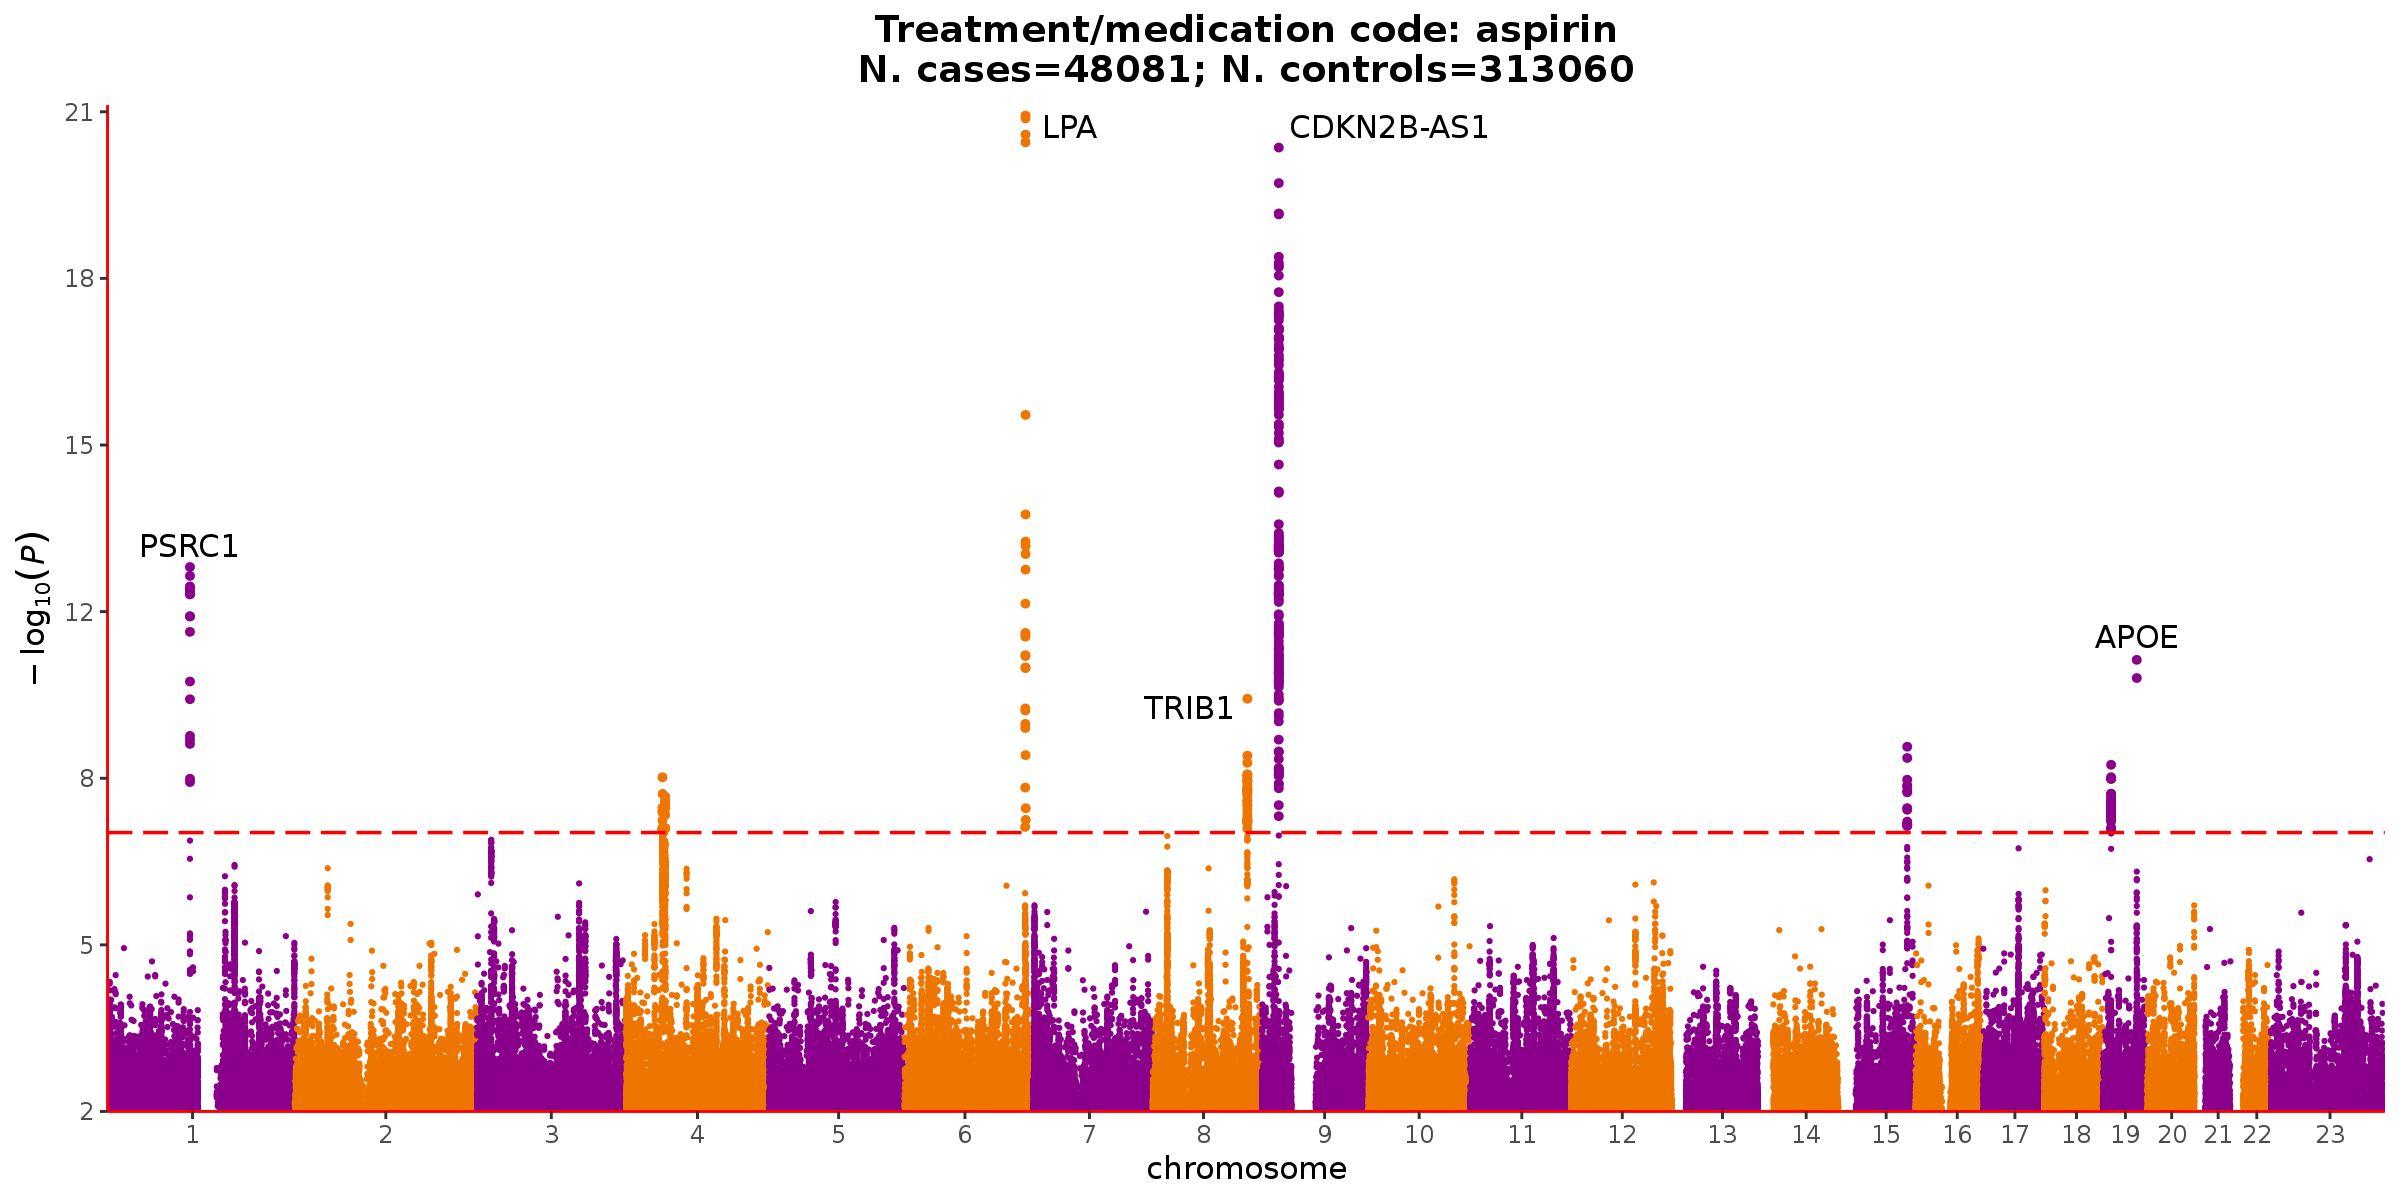 Treatment/medication code: aspirin
N. cases=48081; N. controls=313060
21
LPA
CDKN2B-AS1
18
15
PSRC1
12
APOE
TRIB1
8
5
2
−log10(P)
1 2 3 4 5 6 7 8 9 10 11 12 13 14 15 16 17 18 19 20 21 22 23
chromosome